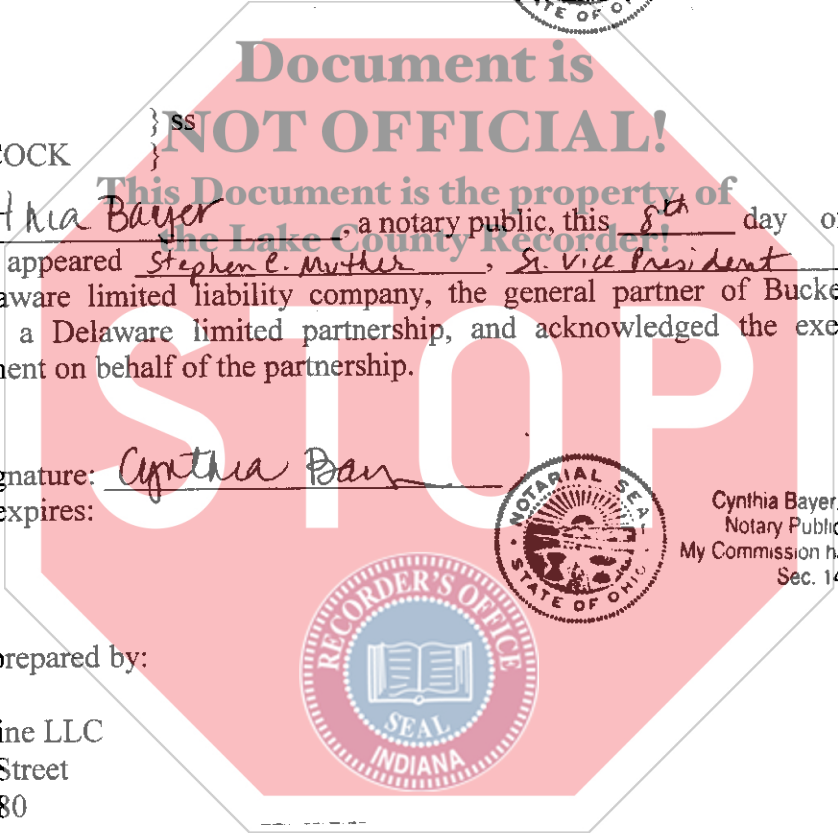 TE OF O
Document is
} ss
NOT OFFICIAL!
OCK }
This Document is the property of
thia Bayer, a notary public, this 8th day o
the Lake County Recorder!
appeared Stephen C. Muther, Sr. Vice President
aware limited liability company, the general partner of Bucke
a Delaware limited partnership, and acknowledged the exe
ent on behalf of the partnership.
STOP
gnature: Cynthia Bay
expires:
NOTARIAL SEAL
STATE OF OHIO
Cynthia Bayer,
Notary Public
My Commission h
Sec. 14
RECORDER'S OFFICE
SEAL
INDIANA
prepared by:
ine LLC
Street
80